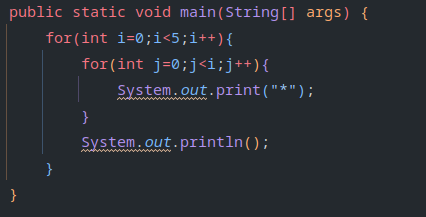 public static void main(String[] args) {
    for(int i=0;i<5;i++){
        for(int j=0;j<i;j++){
            System.out.print("*");
        }
        System.out.println();
    }
}